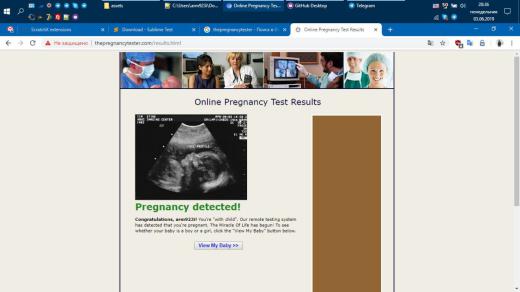 assets
C:\Users\arm923i\Do
Online Pregnancy Tes
GitHub Desktop
Telegram
20:45
понедельник
03.06.2019
ScratchX extensions
Download - Sublime Text
thepregnancytester - Поиск в G
Online Pregnancy Test Results
Не защищено | thepregnancytester.com/results.html
Online Pregnancy Test Results
Pregnancy detected!
Congratulations, arm923i! You're "with child". Our remote testing system
has detected that you're pregnant. The Miracle Of Life has begun! To see
whether your baby is a boy or a girl, click the "View My Baby" button below.
View My Baby >>